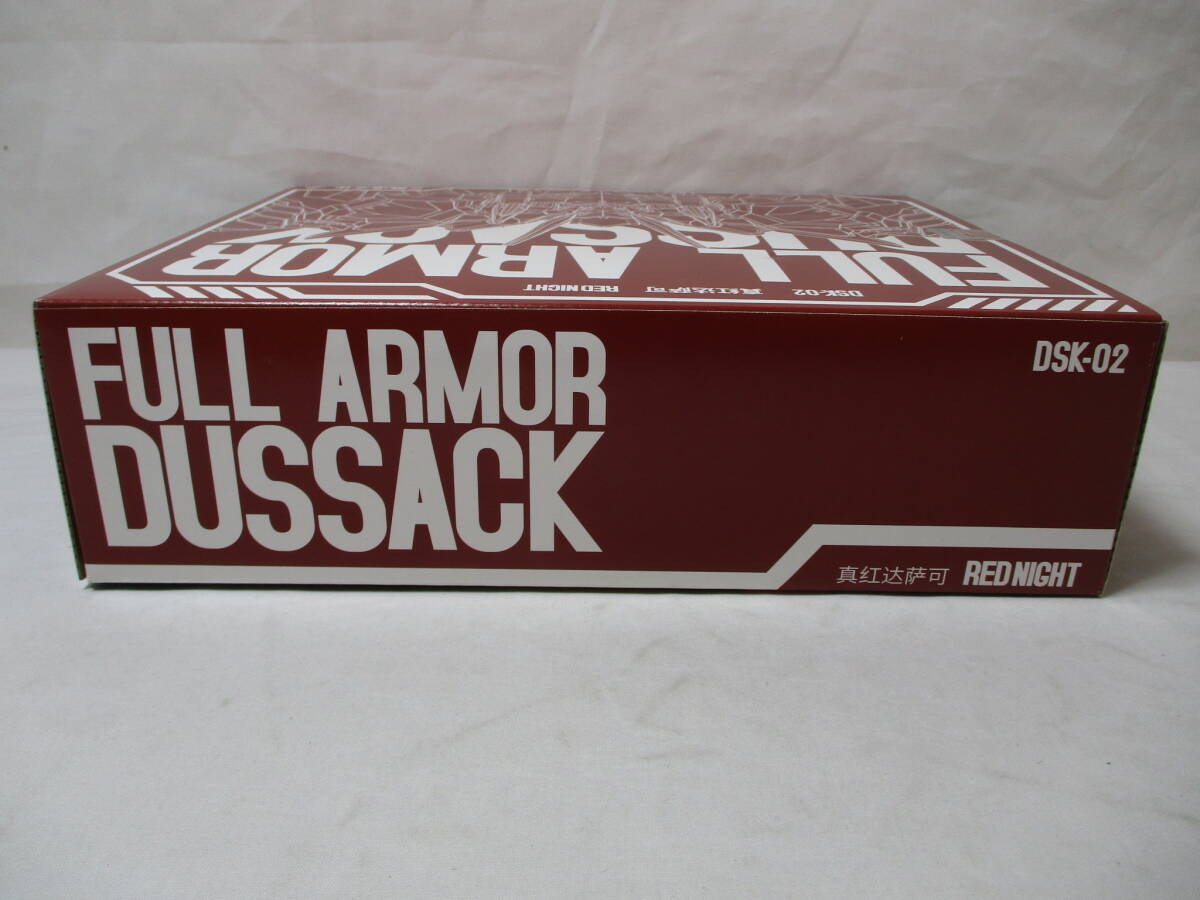 FULL ARMOR
DSK-02 真红达萨可 RED NIGHT
FULL ARMOR
DUSSACK
DSK-02
真红达萨可 RED NIGHT